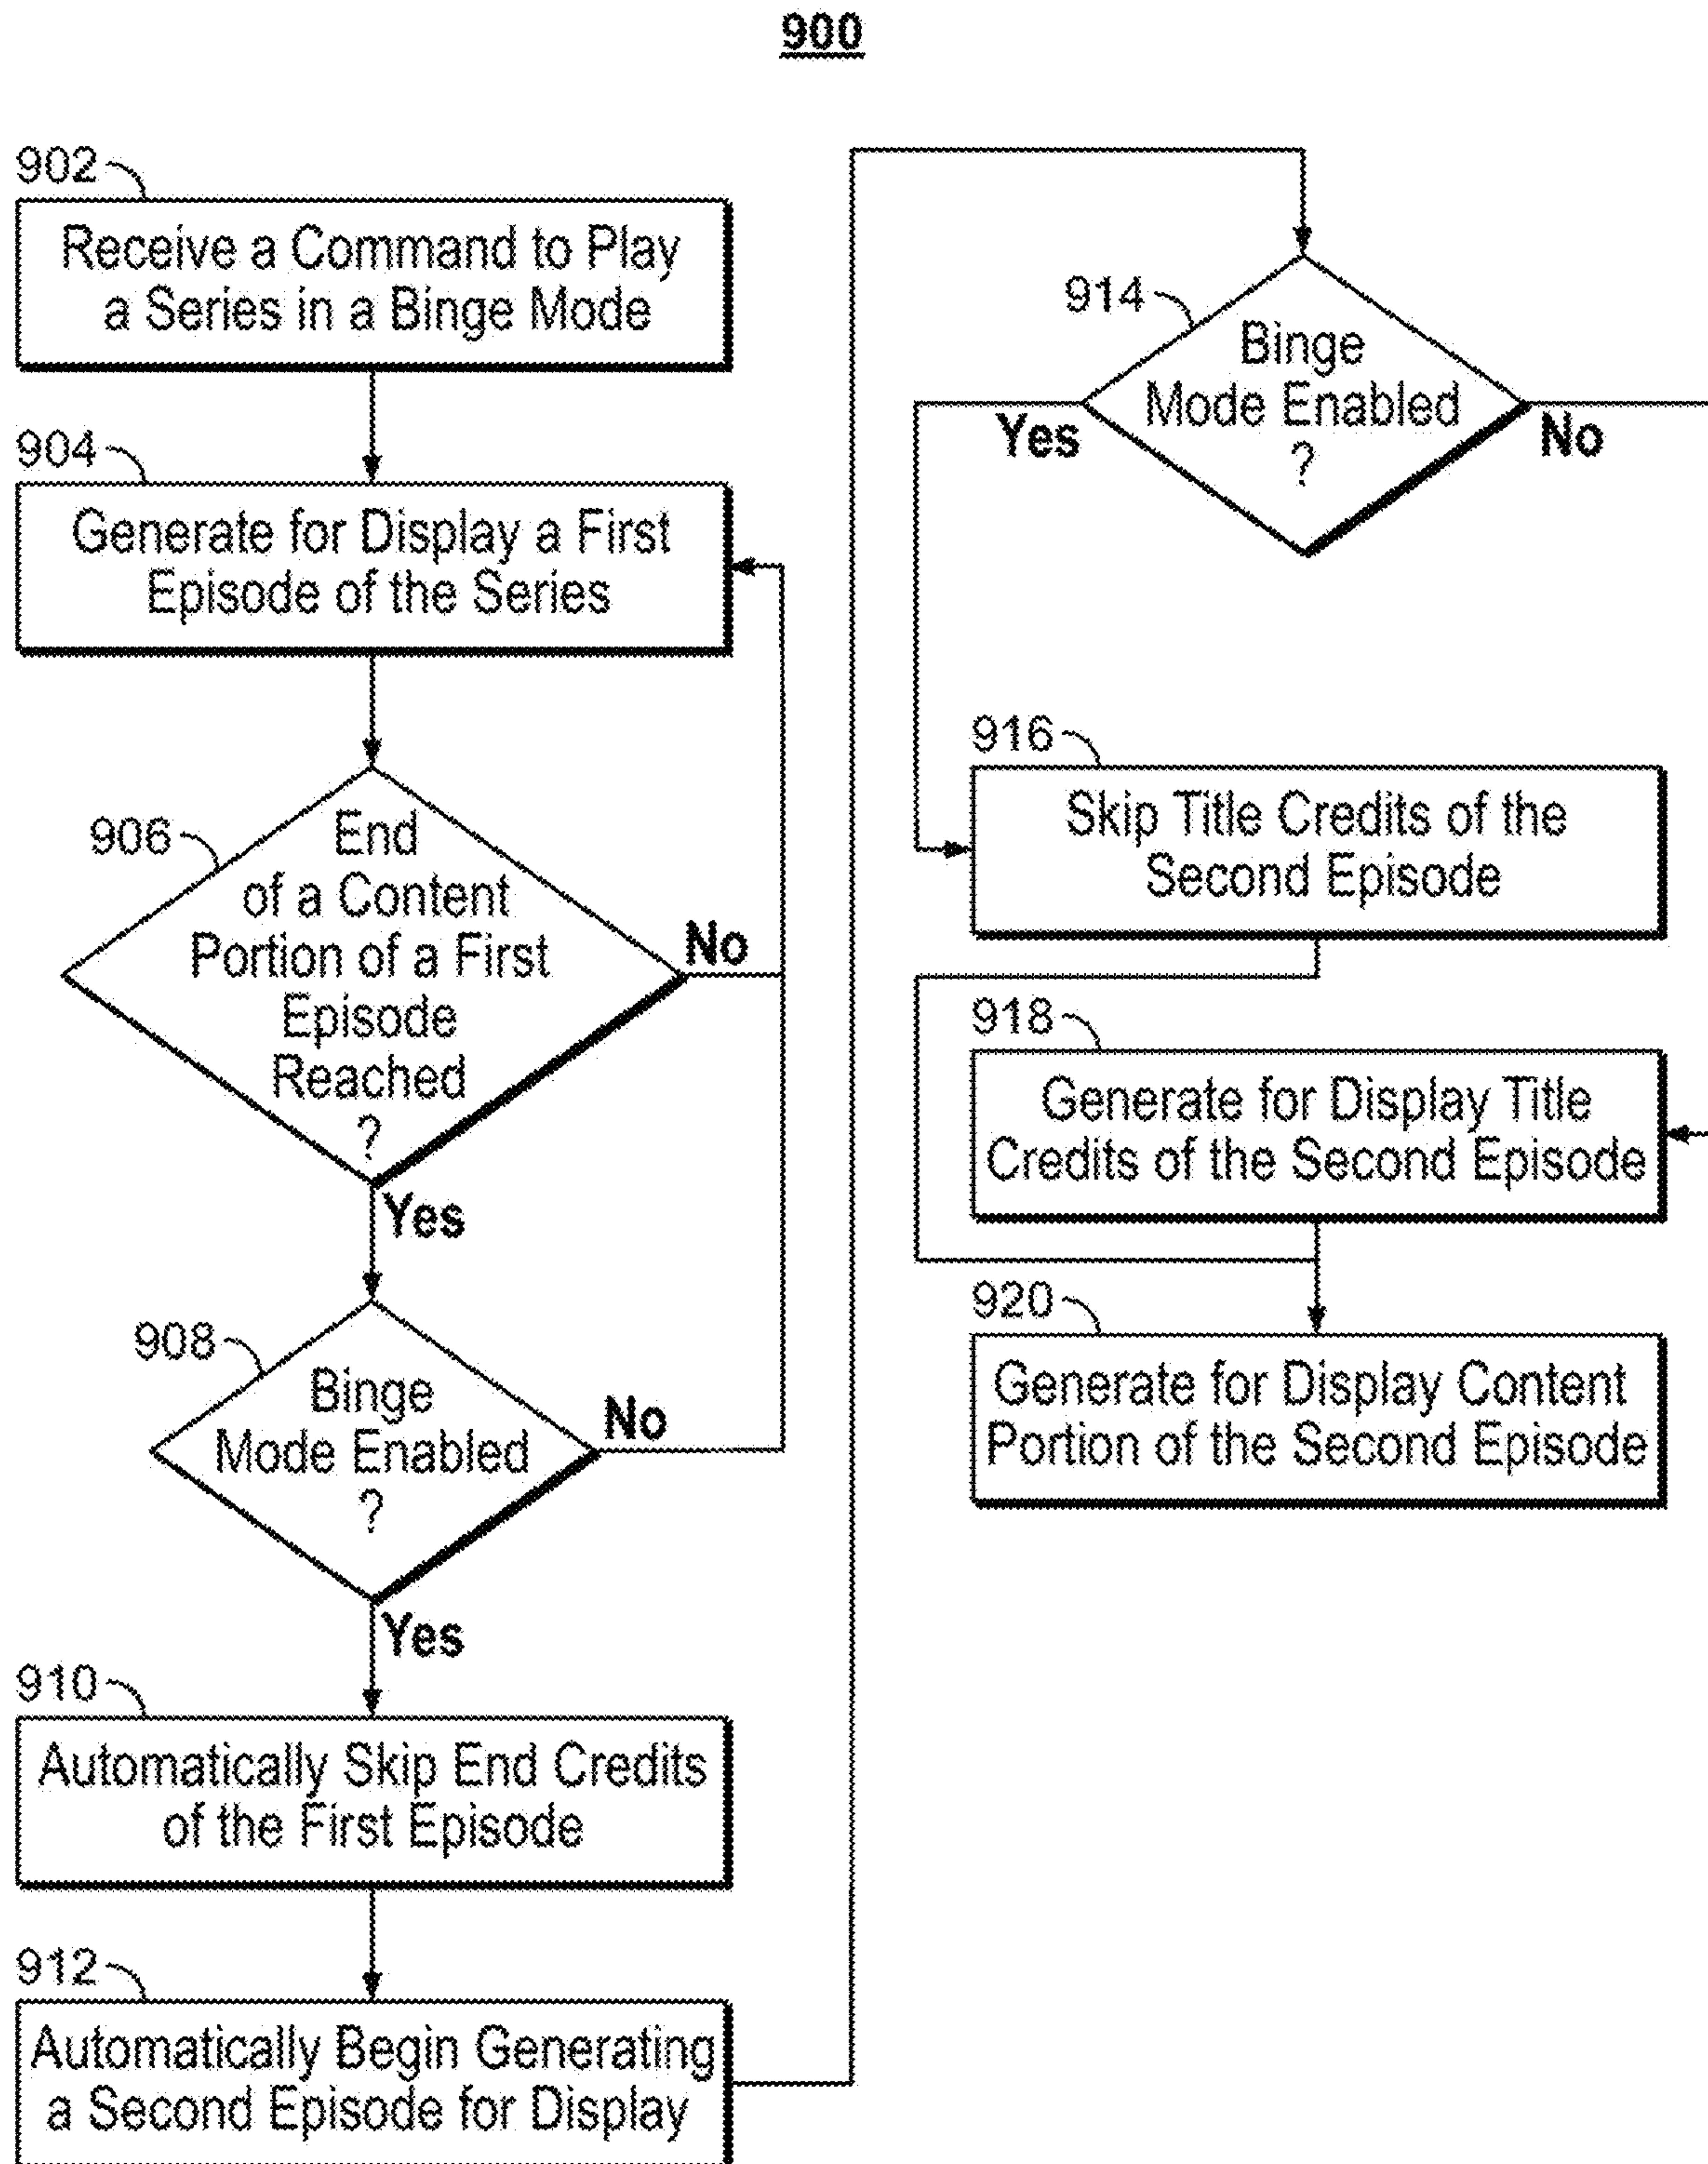 900
902
Receive a Command to Play
a Series in a Binge Mode
904
Generate for Display a First
Episode of the Series
906
End
of a Content
Portion of a First
Episode
Reached
?
No
Yes
908
Binge
Mode Enabled
?
No
Yes
910
Automatically Skip End Credits
of the First Episode
912
Automatically Begin Generating
a Second Episode for Display
914
Binge
Mode Enabled
?
Yes
No
916
Skip Title Credits of the
Second Episode
918
Generate for Display Title
Credits of the Second Episode
920
Generate for Display Content
Portion of the Second Episode